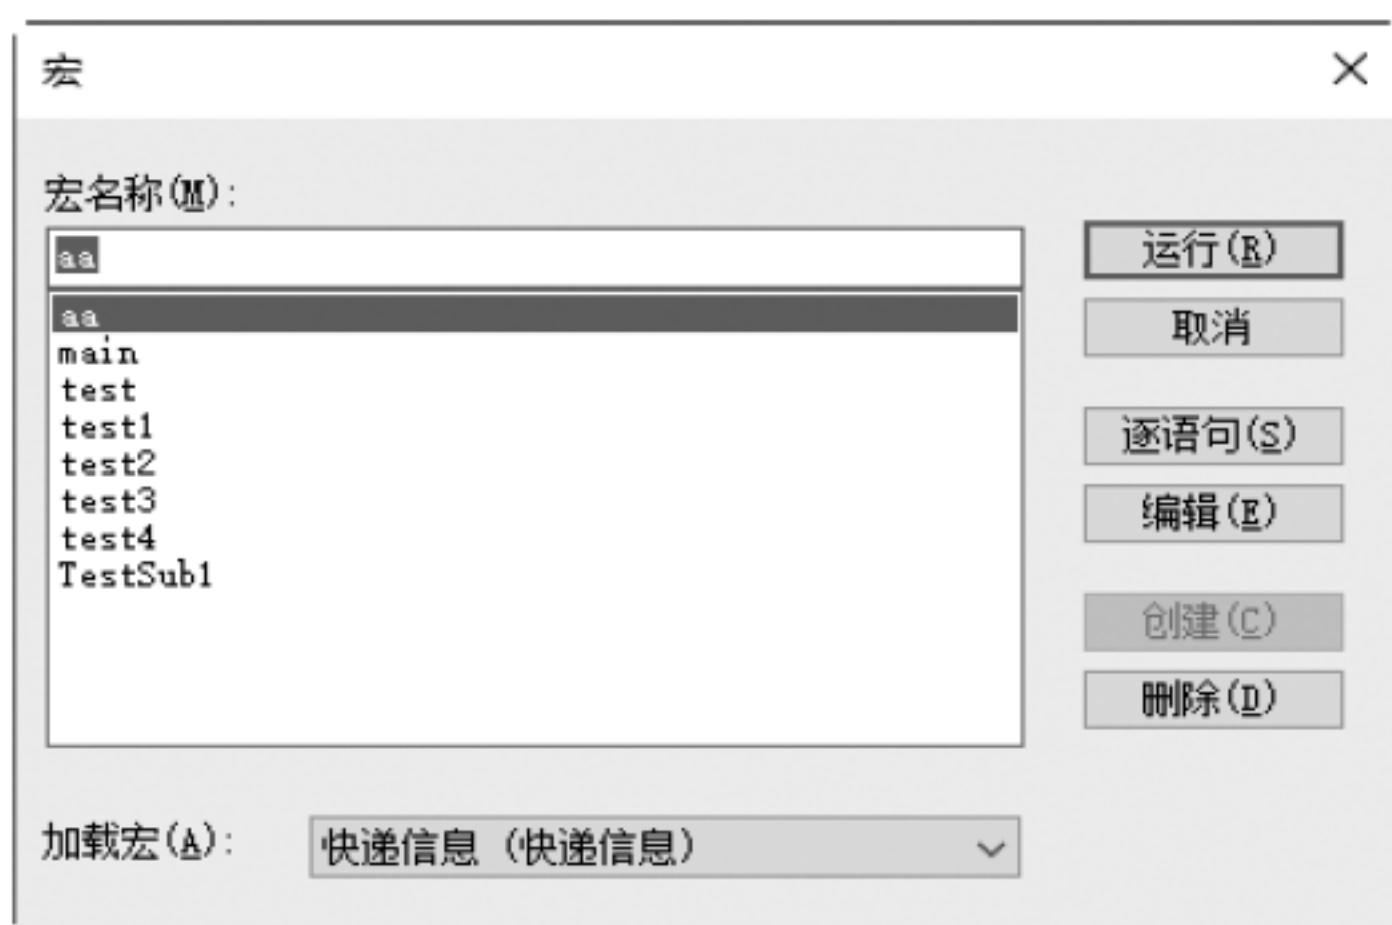 宏
宏名称(M):
aa
aa
main
test
test1
test2
test3
test4
TestSub1
运行(R)
取消
逐语句(S)
编辑(E)
创建(C)
删除(D)
加载宏(A):
快递信息 (快递信息)